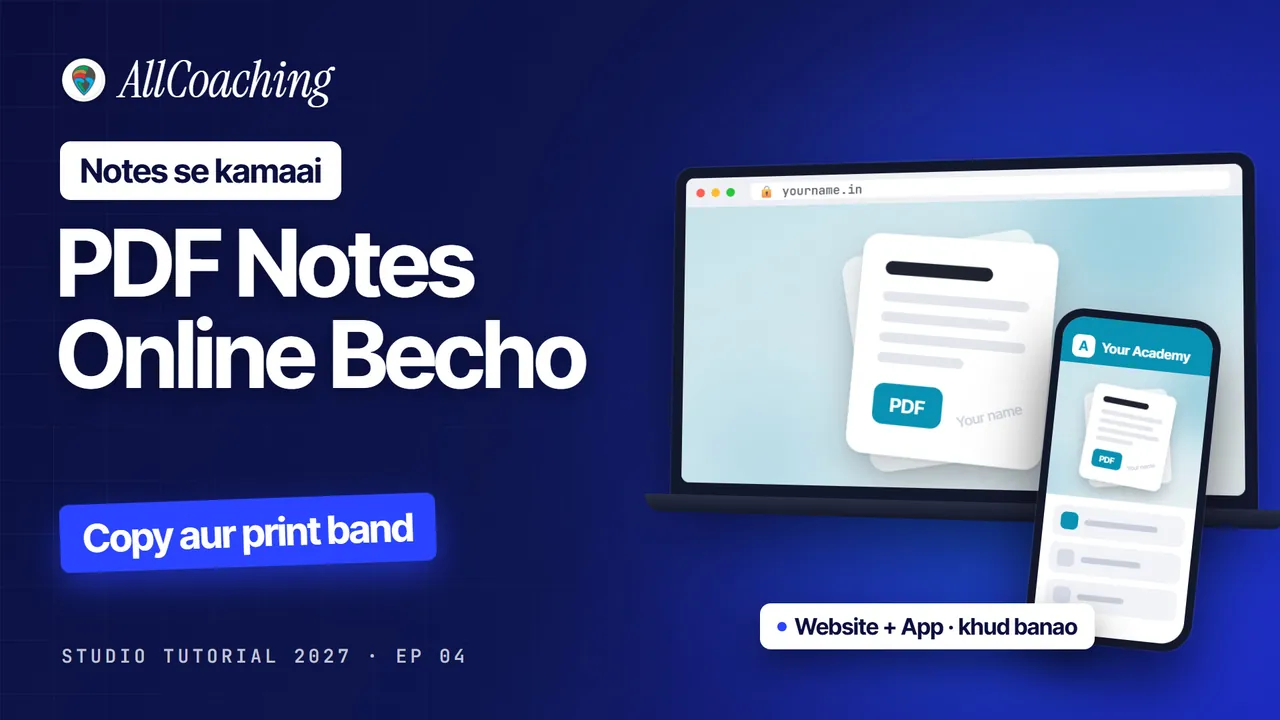 AllCoaching
Notes se kamaai
PDF Notes
Online Becho
Copy aur print band
STUDIO TUTORIAL 2027 · EP 04
yourname.in
PDF
Your name
A Your Academy
PDF
Your name
Website + App · khud banao